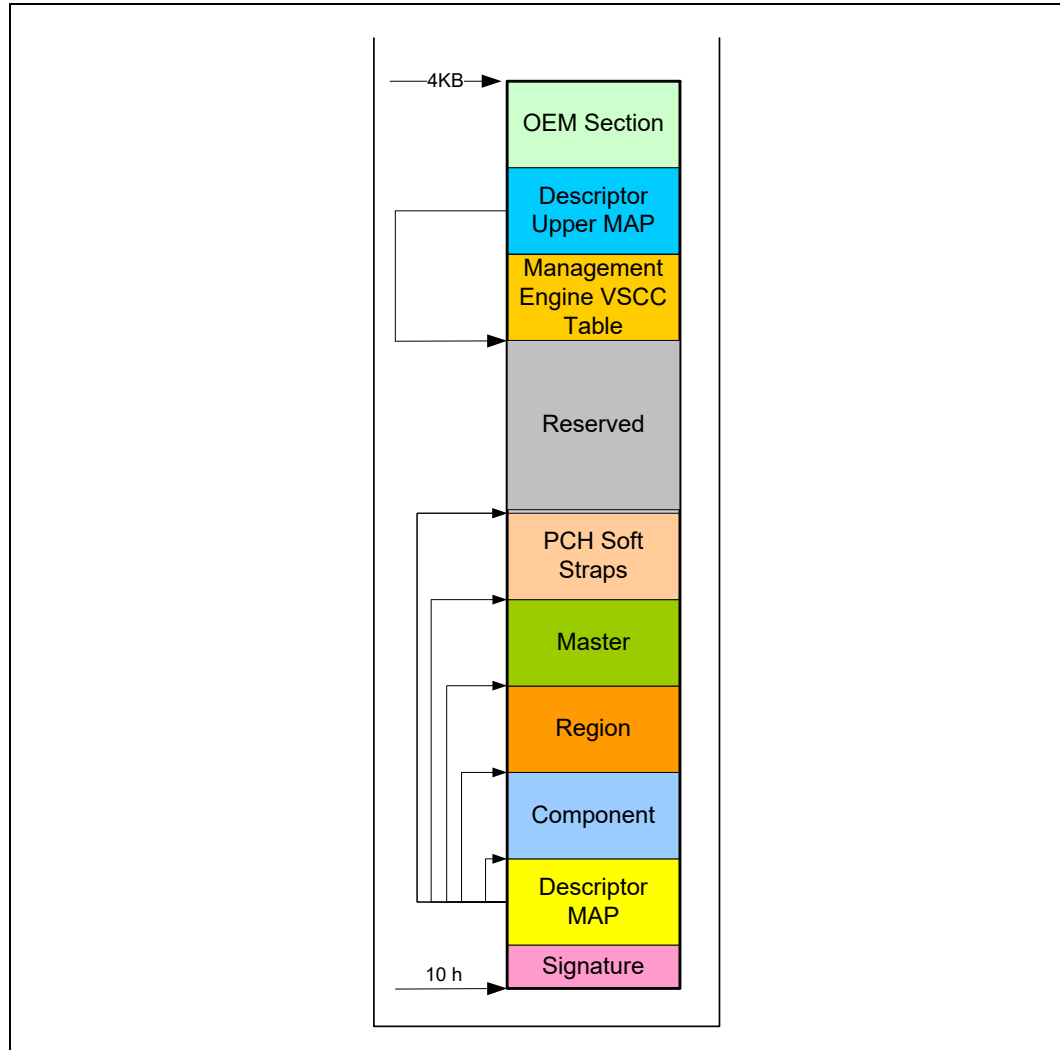 4KB
OEM Section
Descriptor
Upper MAP
Management
Engine VSCC
Table
Reserved
PCH Soft
Straps
Master
Region
Component
Descriptor
MAP
Signature
10 h